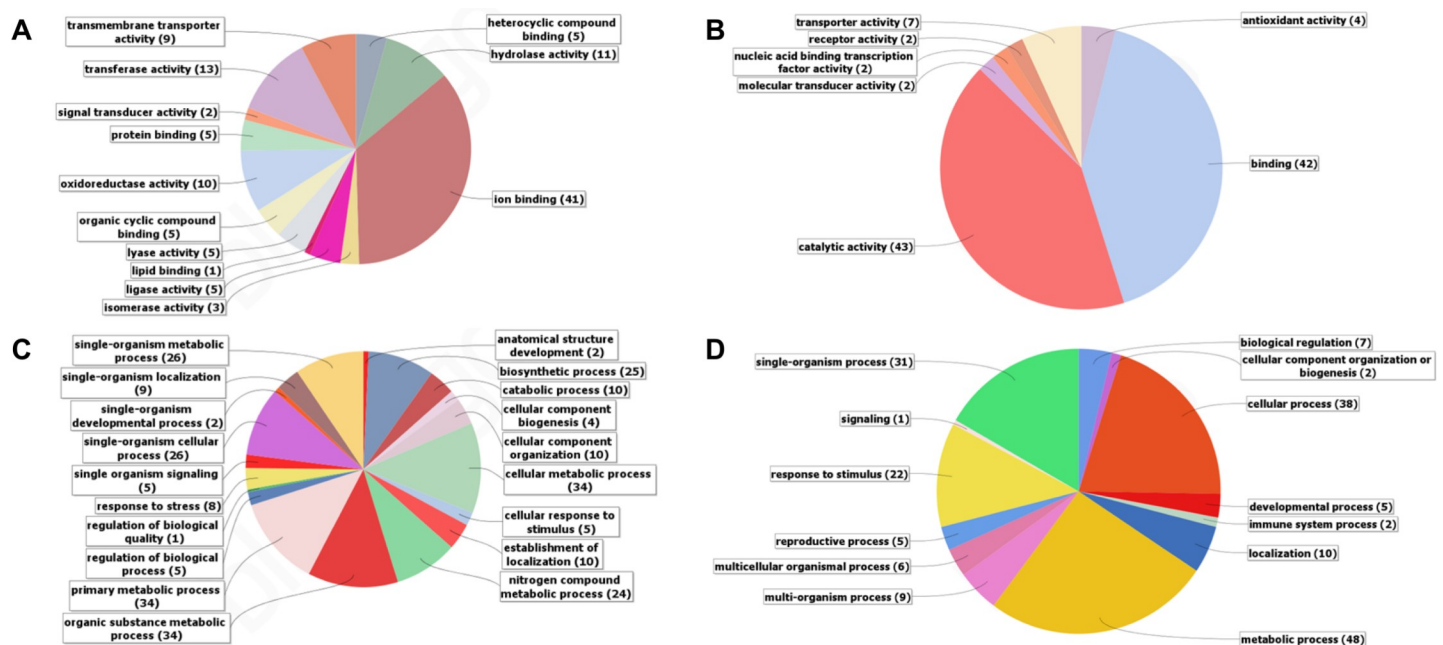 A
transmembrane transporter
activity (9)
transferase activity (13)
signal transducer activity (2)
protein binding (5)
oxidoreductase activity (10)
organic cyclic compound
binding (5)
lyase activity (5)
lipid binding (1)
ligase activity (5)
isomerase activity (3)
heterocyclic compound
binding (5)
hydrolase activity (11)
ion binding (41)
B
transporter activity (7)
receptor activity (2)
nucleic acid binding transcription
factor activity (2)
molecular transducer activity (2)
catalytic activity (43)
antioxidant activity (4)
binding (42)
C
single-organism metabolic
process (26)
single-organism localization
(9)
single-organism
developmental process (2)
single-organism cellular
process (26)
single organism signaling
(5)
response to stress (8)
regulation of biological
quality (1)
regulation of biological
process (5)
primary metabolic process
(34)
organic substance metabolic
process (34)
anatomical structure
development (2)
biosynthetic process (25)
catabolic process (10)
cellular component
biogenesis (4)
cellular component
organization (10)
cellular metabolic process
(34)
cellular response to
stimulus (5)
establishment of
localization (10)
nitrogen compound
metabolic process (24)
D
single-organism process (31)
signaling (1)
response to stimulus (22)
reproductive process (5)
multicellular organismal process (6)
multi-organism process (9)
biological regulation (7)
cellular component organization or
biogenesis (2)
cellular process (38)
developmental process (5)
immune system process (2)
localization (10)
metabolic process (48)